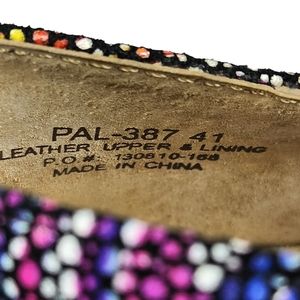 PAL-387 41
LEATHER UPPER & LINING
P.O #: 130810-168
MADE IN CHINA